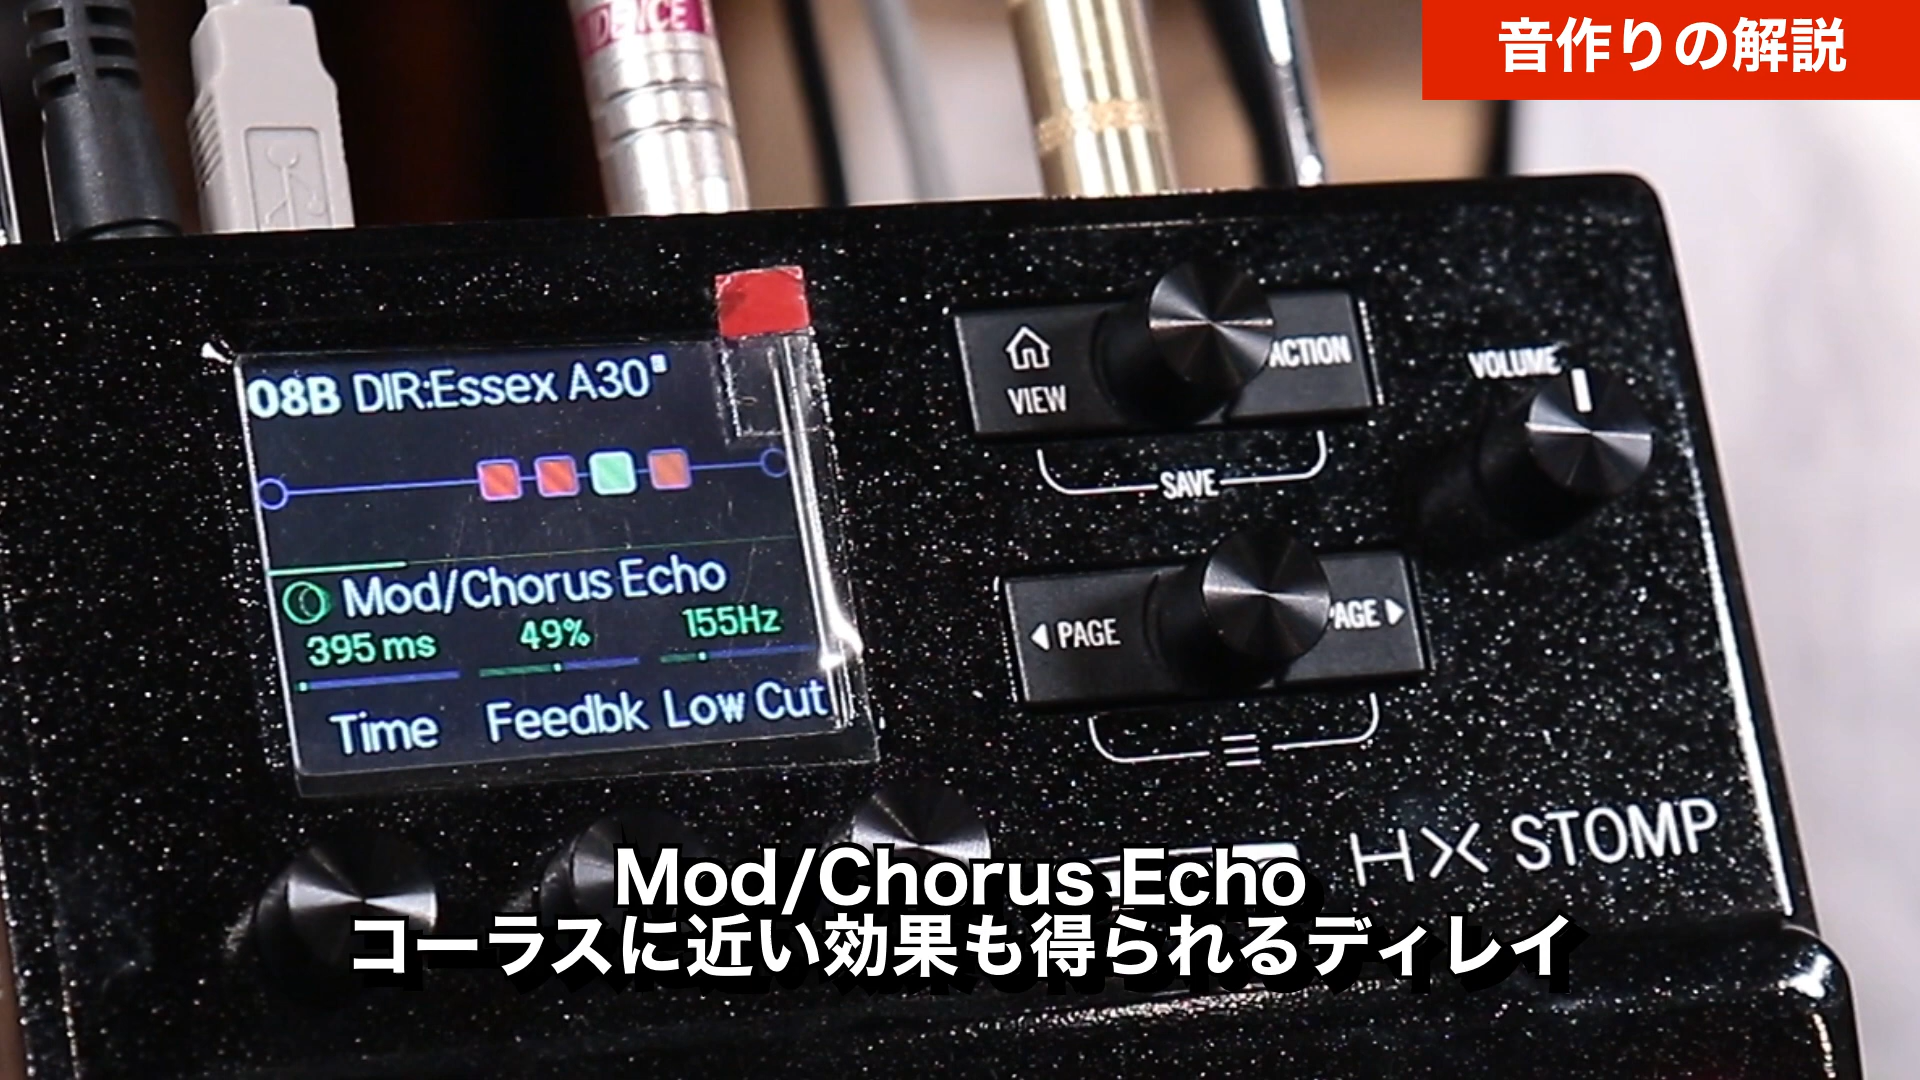 IDENCE
音作りの解説
08B DIR:Essex A30
Mod/Chorus Echo
395 ms 49% 155Hz
Time Feedbk Low Cut
VIEW
ACTION
SAVE
VOLUME
PAGE
AGE
HX STOMP
Mod/Chorus Echo
コーラスに近い効果も得られるディレイ